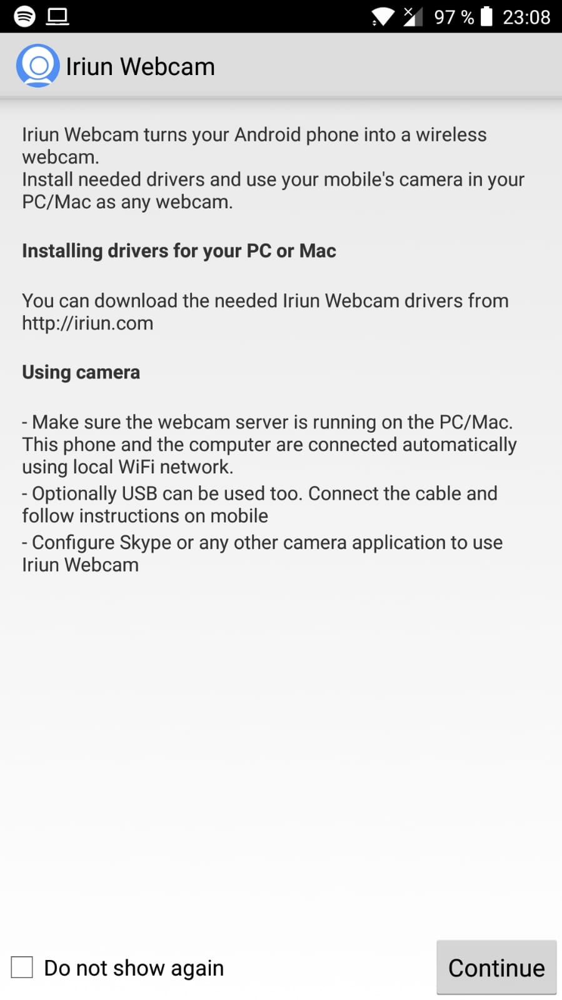 97 % 23:08
Iriun Webcam
Iriun Webcam turns your Android phone into a wireless
webcam.
Install needed drivers and use your mobile's camera in your
PC/Mac as any webcam.
Installing drivers for your PC or Mac
You can download the needed Iriun Webcam drivers from
http://iriun.com
Using camera
- Make sure the webcam server is running on the PC/Mac.
This phone and the computer are connected automatically
using local WiFi network.
- Optionally USB can be used too. Connect the cable and
follow instructions on mobile
- Configure Skype or any other camera application to use
Iriun Webcam
Do not show again
Continue